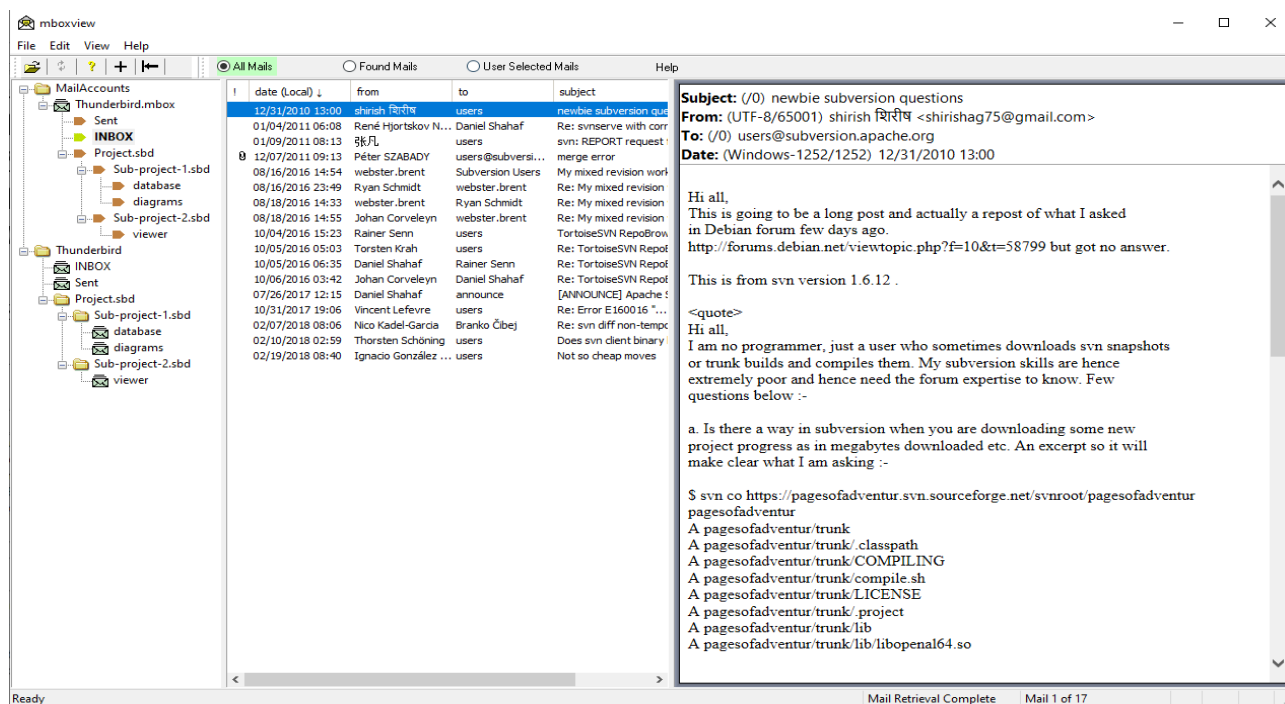 mboxview
File Edit View Help
All Mails Found Mails User Selected Mails Help
MailAccounts
Thunderbird.mbox
Sent
INBOX
Project.sbd
Sub-project-1.sbd
database
diagrams
Sub-project-2.sbd
viewer
Thunderbird
INBOX
Sent
Project.sbd
Sub-project-1.sbd
database
diagrams
Sub-project-2.sbd
viewer
! date (Local) ↓ from to subject
12/31/2010 13:00 shirish शिरीष users newbie subversion que
01/04/2011 06:08 René Hjortskov N... Daniel Shahaf Re: svnserve with corr
01/09/2011 08:13 张凡 users svn: REPORT request
12/07/2011 09:13 Péter SZABADY users@subversi... merge error
08/16/2016 14:54 webster.brent Subversion Users My mixed revision work
08/16/2016 23:49 Ryan Schmidt webster.brent Re: My mixed revision
08/18/2016 14:33 webster.brent Ryan Schmidt Re: My mixed revision
08/18/2016 14:55 Johan Corveleyn webster.brent Re: My mixed revision
10/04/2016 15:23 Rainer Senn users TortoiseSVN RepoBrow
10/05/2016 05:03 Torsten Krah users Re: TortoiseSVN RepoB
10/05/2016 06:35 Daniel Shahaf Rainer Senn Re: TortoiseSVN RepoB
10/06/2016 03:42 Johan Corveleyn Daniel Shahaf Re: TortoiseSVN RepoB
07/26/2017 12:15 Daniel Shahaf announce [ANNOUNCE] Apache S
10/31/2017 19:06 Vincent Lefevre users Re: Error E160016 "...
02/07/2018 08:06 Nico Kadel-Garcia Branko Čibej Re: svn diff non-tempo
02/10/2018 02:59 Thorsten Schöning users Does svn client binary
02/19/2018 08:40 Ignacio González ... users Not so cheap moves
Subject: (/0) newbie subversion questions
From: (UTF-8/65001) shirish शिरीष <shirishag75@gmail.com>
To: (/0) users@subversion.apache.org
Date: (Windows-1252/1252) 12/31/2010 13:00
Hi all,
This is going to be a long post and actually a repost of what I asked
in Debian forum few days ago.
http://forums.debian.net/viewtopic.php?f=10&t=58799 but got no answer.
This is from svn version 1.6.12 .
<quote>
Hi all,
I am no programmer, just a user who sometimes downloads svn snapshots
or trunk builds and compiles them. My subversion skills are hence
extremely poor and hence need the forum expertise to know. Few
questions below :-
a. Is there a way in subversion when you are downloading some new
project progress as in megabytes downloaded etc. An excerpt so it will
make clear what I am asking :-
$ svn co https://pagesofadventur.svn.sourceforge.net/svnroot/pagesofadventur
pagesofadventur
A pagesofadventur/trunk
A pagesofadventur/trunk/.classpath
A pagesofadventur/trunk/COMPILING
A pagesofadventur/trunk/compile.sh
A pagesofadventur/trunk/LICENSE
A pagesofadventur/trunk/.project
A pagesofadventur/trunk/lib
A pagesofadventur/trunk/lib/libopenal64.so
Ready Mail Retrieval Complete Mail 1 of 17